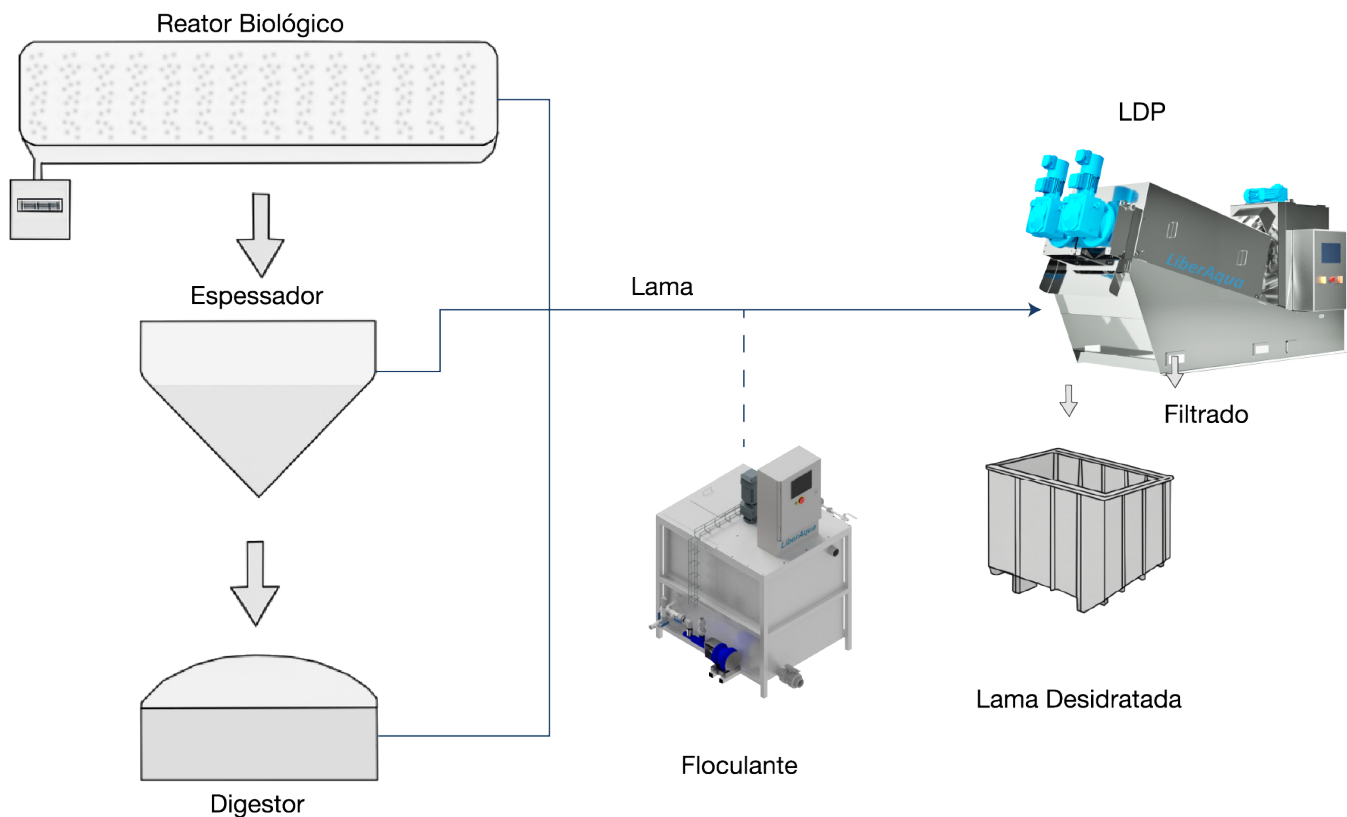 Reator Biológico
LDP
LiberAqua
Espessador
Lama
Filtrado
LiberAqua
Lama Desidratada
Floculante
Digestor